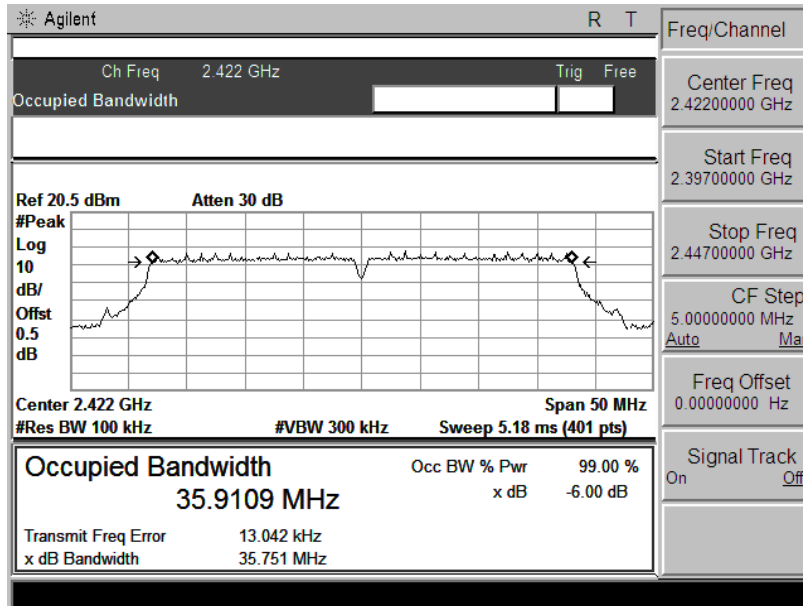 Agilent R T
Ch Freq 2.422 GHz Trig Free
Occupied Bandwidth
Ref 20.5 dBm Atten 30 dB
#Peak
Log
10
dB/
Offst
0.5
dB
Center 2.422 GHz Span 50 MHz
#Res BW 100 kHz #VBW 300 kHz Sweep 5.18 ms (401 pts)
Occupied Bandwidth Occ BW % Pwr 99.00 %
35.9109 MHz x dB -6.00 dB
Transmit Freq Error 13.042 kHz
x dB Bandwidth 35.751 MHz
Freq/Channel
Center Freq
2.42200000 GHz
Start Freq
2.39700000 GHz
Stop Freq
2.44700000 GHz
CF Step
5.00000000 MHz
Auto Ma
Freq Offset
0.00000000 Hz
Signal Track
On Off